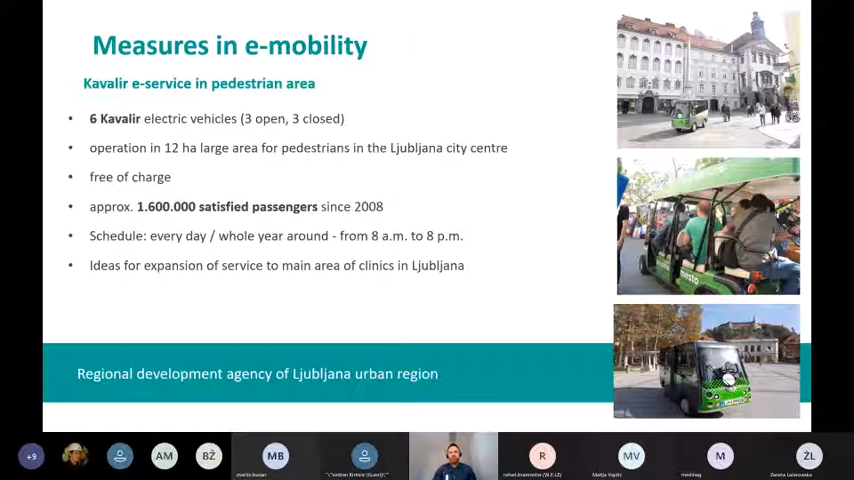 Measures in e-mobility
Kavalir e-service in pedestrian area
• 6 Kavalir electric vehicles (3 open, 3 closed)
• operation in 12 ha large area for pedestrians in the Ljubljana city centre
• free of charge
• approx. 1.600.000 satisfied passengers since 2008
• Schedule: every day / whole year around - from 8 a.m. to 8 p.m.
• Ideas for expansion of service to main area of clinics in Ljubljana
Regional development agency of Ljubljana urban region
+9
AM
BŽ
MB
R
MV
M
ŽL